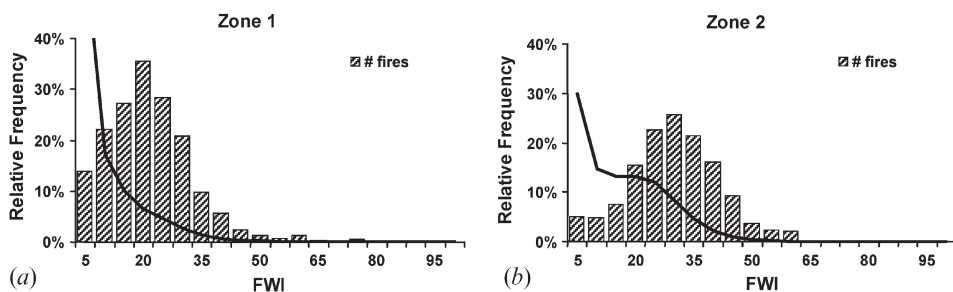 Zone 1
40%
30%
20%
10%
0%
Relative Frequency
# fires
5 20 35 50 65 80 95
FWI
(a)
Zone 2
40%
30%
20%
10%
0%
Relative Frequency
# fires
5 20 35 50 65 80 95
FWI
(b)